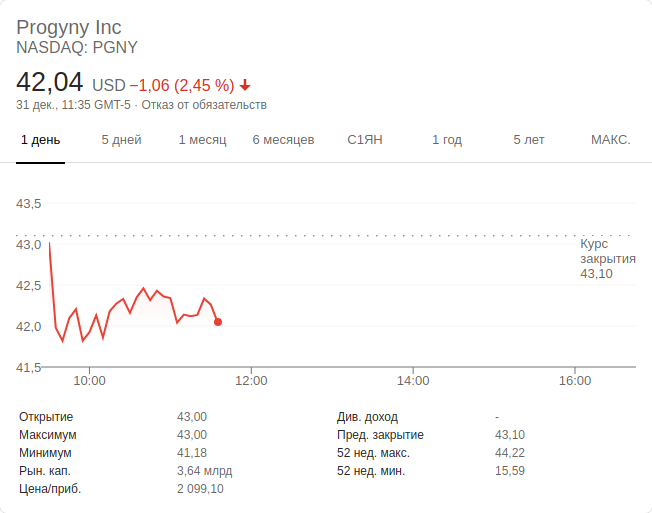 Progyny Inc
NASDAQ: PGNY
42,04 USD −1,06 (2,45 %)
31 дек., 11:35 GMT-5 · Отказ от обязательств
1 день 5 дней 1 месяц 6 месяцев С1ЯН 1 год 5 лет МАКС.
43,5
43,0
42,5
42,0
41,5
Курс
закрытия
43,10
10:00 12:00 14:00 16:00
Открытие 43,00 Див. доход -
Максимум 43,00 Пред. закрытие 43,10
Минимум 41,18 52 нед. макс. 44,22
Рын. кап. 3,64 млрд 52 нед. мин. 15,59
Цена/приб. 2 099,10